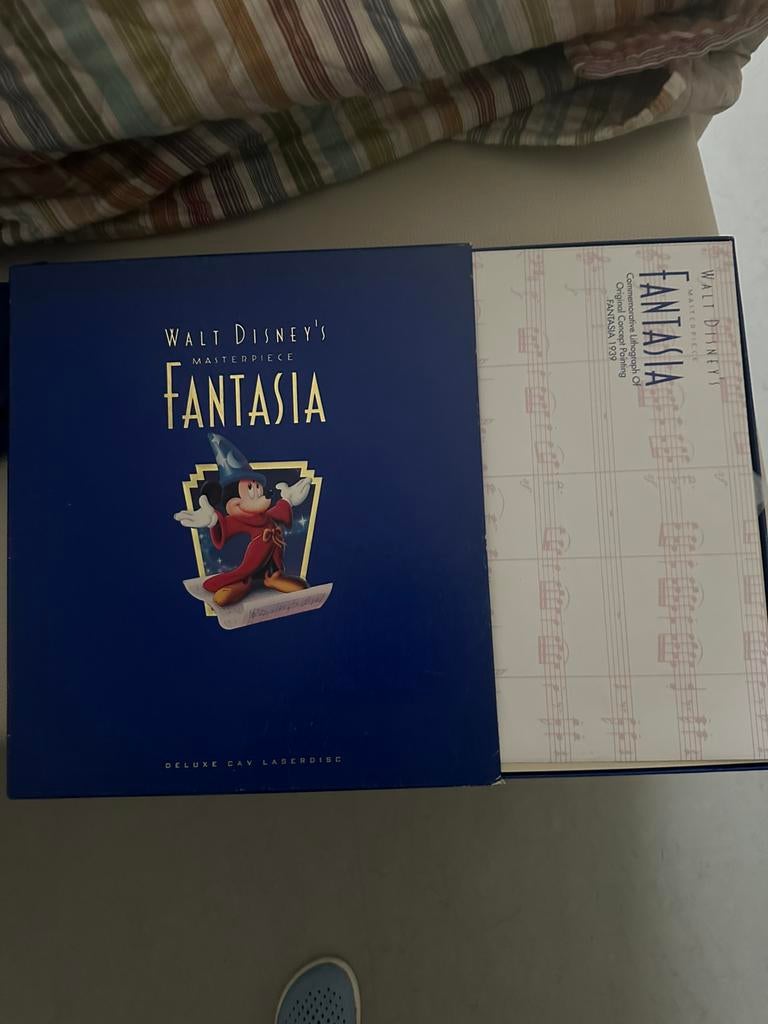 WALT DISNEY'S
MASTERPIECE
FANTASIA
DELUXE CAV LASERDISC
WALT DISNEY'S
MASTERPIECE
FANTASIA
Commemorative Lithograph Of
Original Concept Painting
FANTASIA 1939